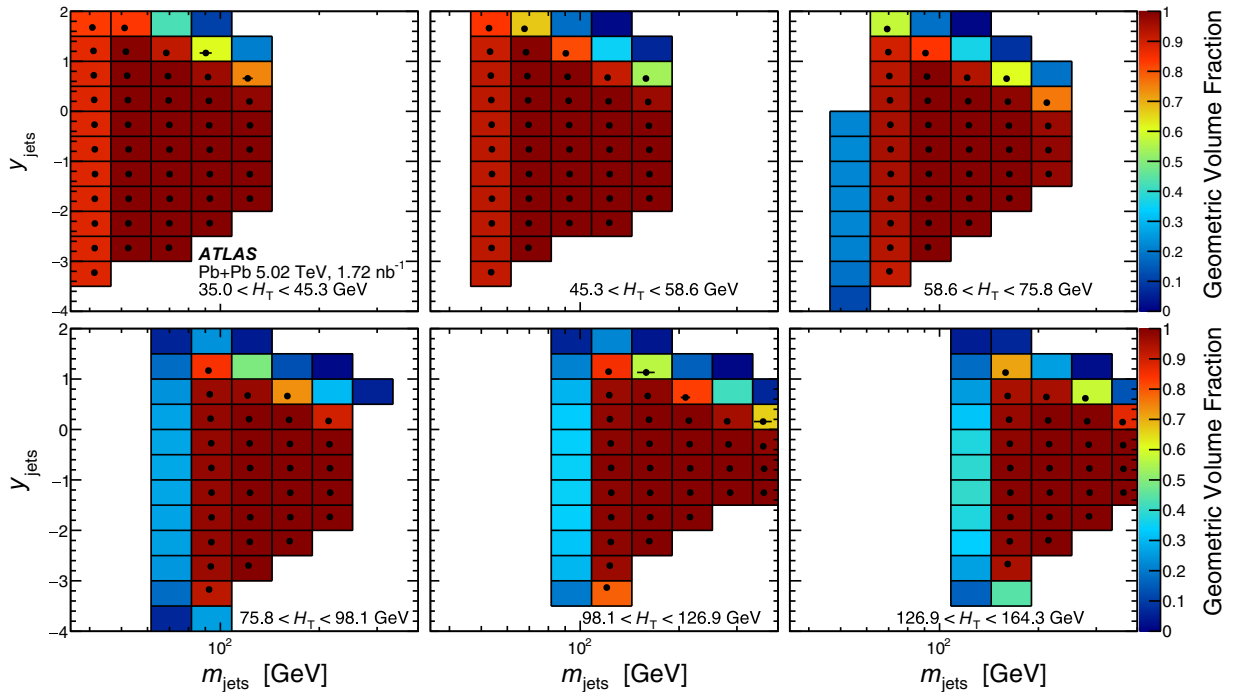 2
1
0
−1
−2
−3
−4
y_jets
ATLAS
Pb+Pb 5.02 TeV, 1.72 nb⁻¹
35.0 < H_T < 45.3 GeV
45.3 < H_T < 58.6 GeV
58.6 < H_T < 75.8 GeV
1
0.9
0.8
0.7
0.6
0.5
0.4
0.3
0.2
0.1
0
Geometric Volume Fraction
2
1
0
−1
−2
−3
−4
y_jets
75.8 < H_T < 98.1 GeV
98.1 < H_T < 126.9 GeV
126.9 < H_T < 164.3 GeV
1
0.9
0.8
0.7
0.6
0.5
0.4
0.3
0.2
0.1
0
Geometric Volume Fraction
10²
10²
10²
m_jets [GeV]
m_jets [GeV]
m_jets [GeV]